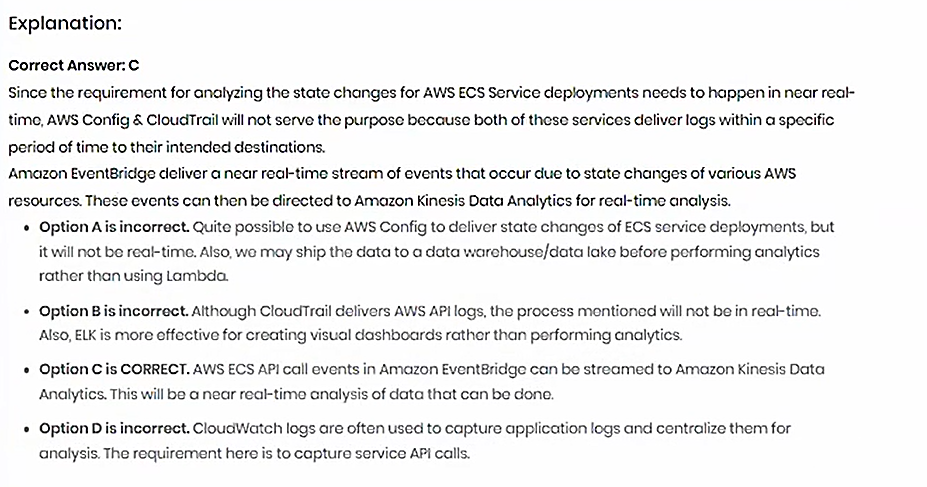 Explanation:
Correct Answer: C
Since the requirement for analyzing the state changes for AWS ECS Service deployments needs to happen in near real-
time, AWS Config & CloudTrail will not serve the purpose because both of these services deliver logs within a specific
period of time to their intended destinations.
Amazon EventBridge deliver a near real-time stream of events that occur due to state changes of various AWS
resources. These events can then be directed to Amazon Kinesis Data Analytics for real-time analysis.
• Option A is incorrect. Quite possible to use AWS Config to deliver state changes of ECS service deployments, but
it will not be real-time. Also, we may ship the data to a data warehouse/data lake before performing analytics
rather than using Lambda.
• Option B is incorrect. Although CloudTrail delivers AWS API logs, the process mentioned will not be in real-time.
Also, ELK is more effective for creating visual dashboards rather than performing analytics.
• Option C is CORRECT. AWS ECS API call events in Amazon EventBridge can be streamed to Amazon Kinesis Data
Analytics. This will be a near real-time analysis of data that can be done.
• Option D is incorrect. CloudWatch logs are often used to capture application logs and centralize them for
analysis. The requirement here is to capture service API calls.